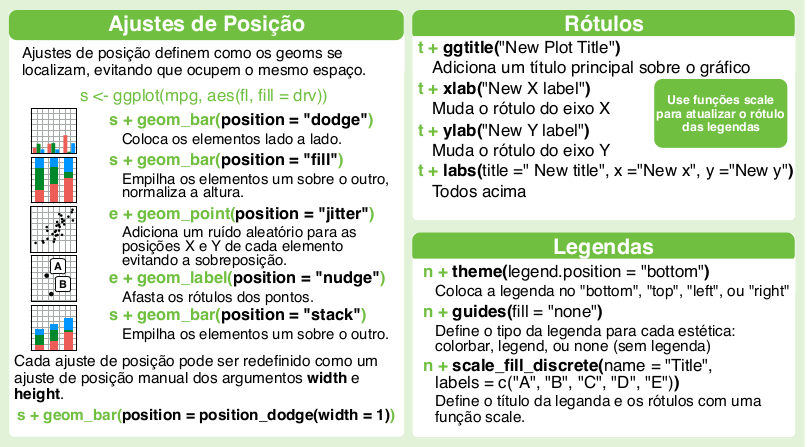 Ajustes de Posição
Ajustes de posição definem como os geoms se
localizam, evitando que ocupem o mesmo espaço.
s <- ggplot(mpg, aes(fl, fill = drv))
s + geom_bar(position = "dodge")
Coloca os elementos lado a lado.
s + geom_bar(position = "fill")
Empilha os elementos um sobre o outro,
normaliza a altura.
e + geom_point(position = "jitter")
Adiciona um ruído aleatório para as
posições X e Y de cada elemento
evitando a sobreposição.
A
B
e + geom_label(position = "nudge")
Afasta os rótulos dos pontos.
s + geom_bar(position = "stack")
Empilha os elementos um sobre o outro.
Cada ajuste de posição pode ser redefinido como um
ajuste de posição manual dos argumentos width e
height.
s + geom_bar(position = position_dodge(width = 1))
Rótulos
t + ggtitle("New Plot Title")
Adiciona um título principal sobre o gráfico
t + xlab("New X label")
Muda o rótulo do eixo X
t + ylab("New Y label")
Muda o rótulo do eixo Y
t + labs(title =" New title", x ="New x", y ="New y")
Todos acima
Use funções scale
para atualizar o rótulo
das legendas
Legendas
n + theme(legend.position = "bottom")
Coloca a legenda no "bottom", "top", "left", ou "right"
n + guides(fill = "none")
Define o tipo da legenda para cada estética:
colorbar, legend, ou none (sem legenda)
n + scale_fill_discrete(name = "Title",
labels = c("A", "B", "C", "D", "E"))
Define o título da leganda e os rótulos com uma
função scale.